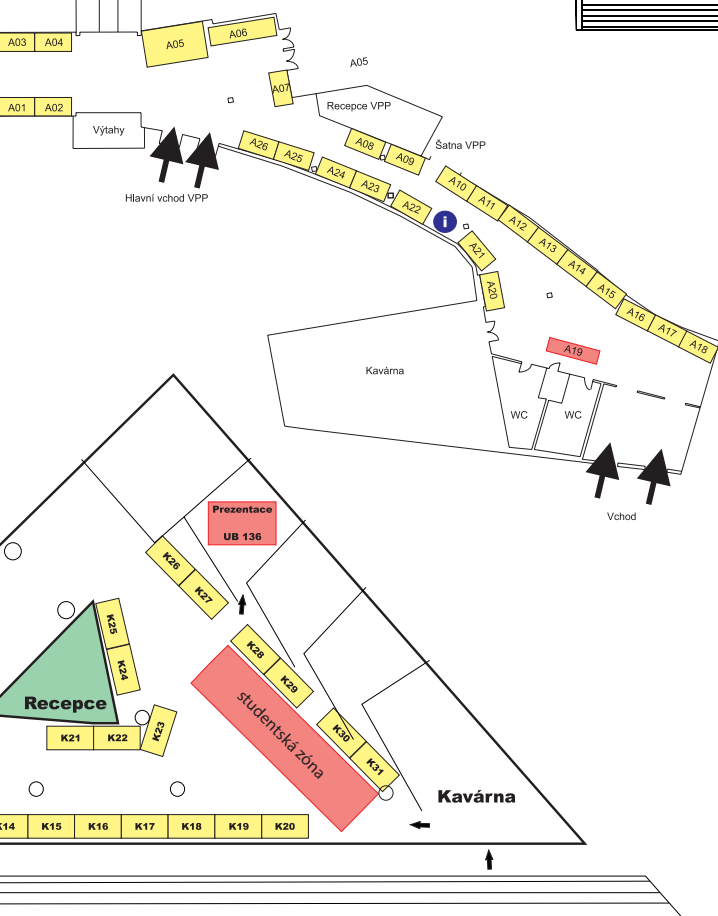 A03 A04
A05
A06
A05
A07
A01 A02
Recepce VPP
Výtahy
A08
A09
Šatna VPP
A26
A25
A24
A23
A22
i
A10
A11
A12
A13
A14
A15
A16
A17
A18
Hlavní vchod VPP
A21
A20
A19
Kavárna
WC
WC
Vchod
Prezentace
UB 136
K26
K27
K25
K24
K28
K29
studentská zóna
Recepce
K23
K21 K22
K30
K31
Kavárna
K14 K15 K16 K17 K18 K19 K20